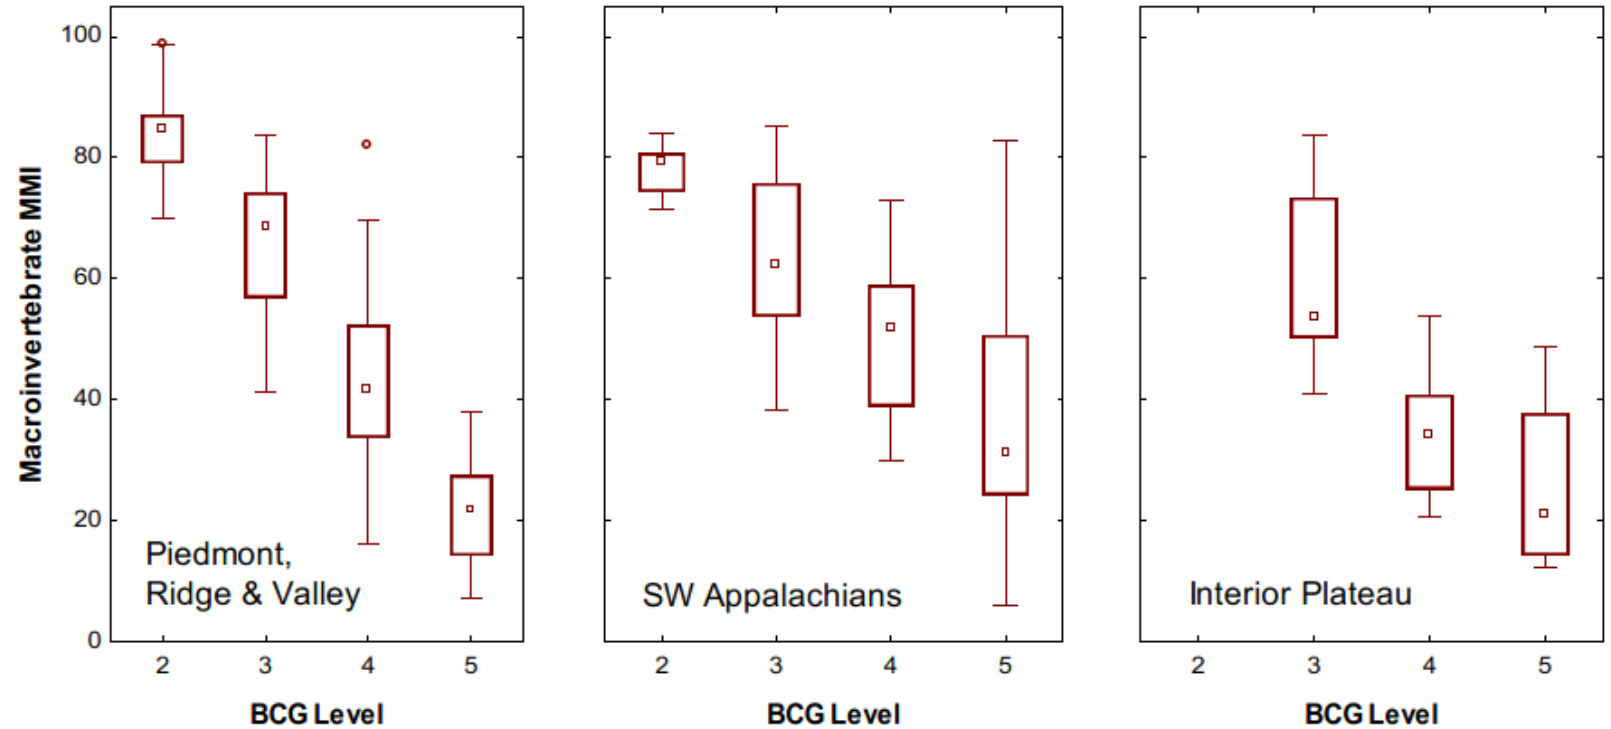 Macroinvertebrate MMI
100
80
60
40
20
0
Piedmont,
Ridge & Valley
2 3 4 5
BCG Level
SW Appalachians
2 3 4 5
BCG Level
Interior Plateau
2 3 4 5
BCG Level